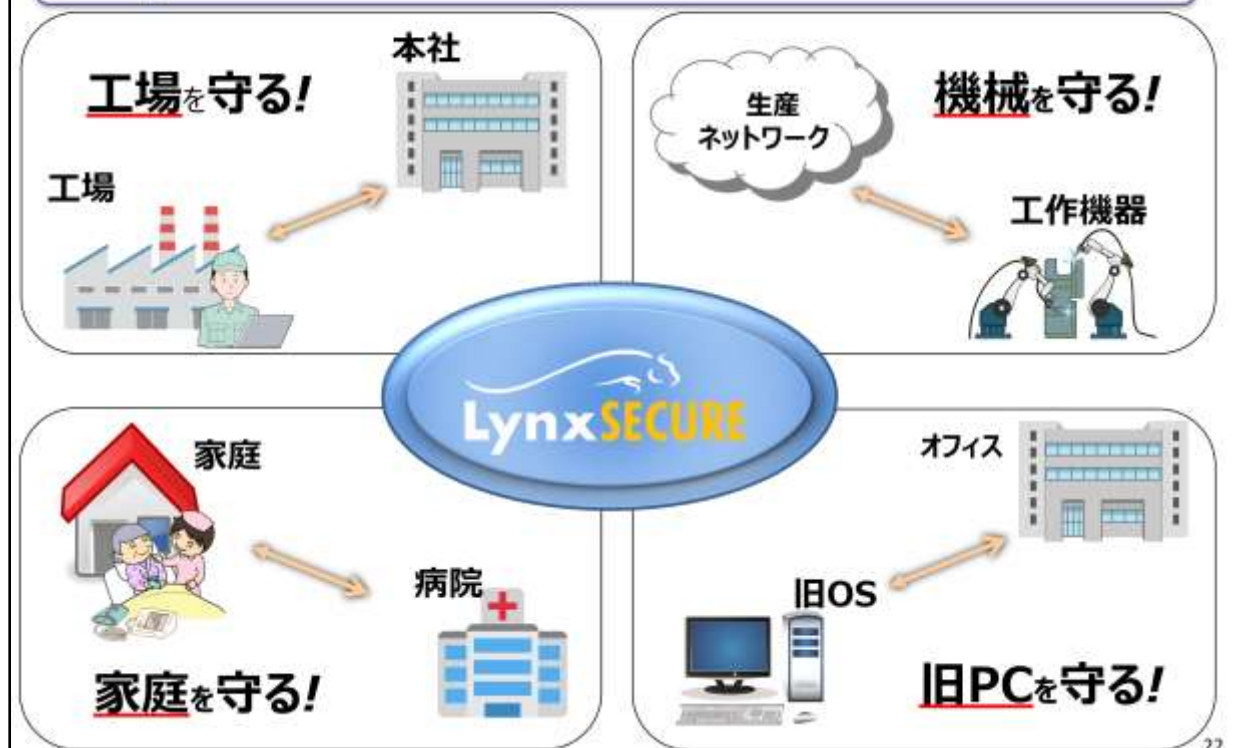 工場を守る!
本社
工場
生産
ネットワーク
機械を守る!
工作機器
LynxSECURE
家庭
病院
家庭を守る!
オフィス
旧OS
旧PCを守る!
22